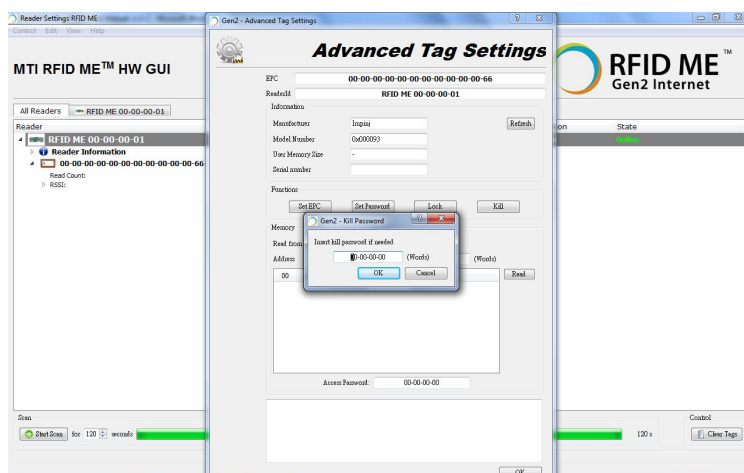 Reader Settings RFID ME
Control Edit View Help
MTI RFID ME™ HW GUI
All Readers
RFID ME 00-00-00-01
Reader
RFID ME 00-00-00-01
Reader Information
00-00-00-00-00-00-00-00-00-00-00-66
Read Count:
RSSI:
Scan
Start Scan for 120 seconds
Gen2 - Advanced Tag Settings
Advanced Tag Settings
EPC 00-00-00-00-00-00-00-00-00-00-00-66
ReaderId RFID ME 00-00-00-01
Information
Manufacturer Impinj Refresh
Model Number 0x000093
User Memory Size -
Serial number
Functions
Set EPC Set Password Lock Kill
Gen2 - Kill Password
Insert kill password if needed
00-00-00-00 (Words)
OK Cancel
Memory
Read from
Address (Words)
00 Read
Access Password: 00-00-00-00
OK
RFID ME™
Gen2 Internet
State
Online
120 s
Control
Clear Tags